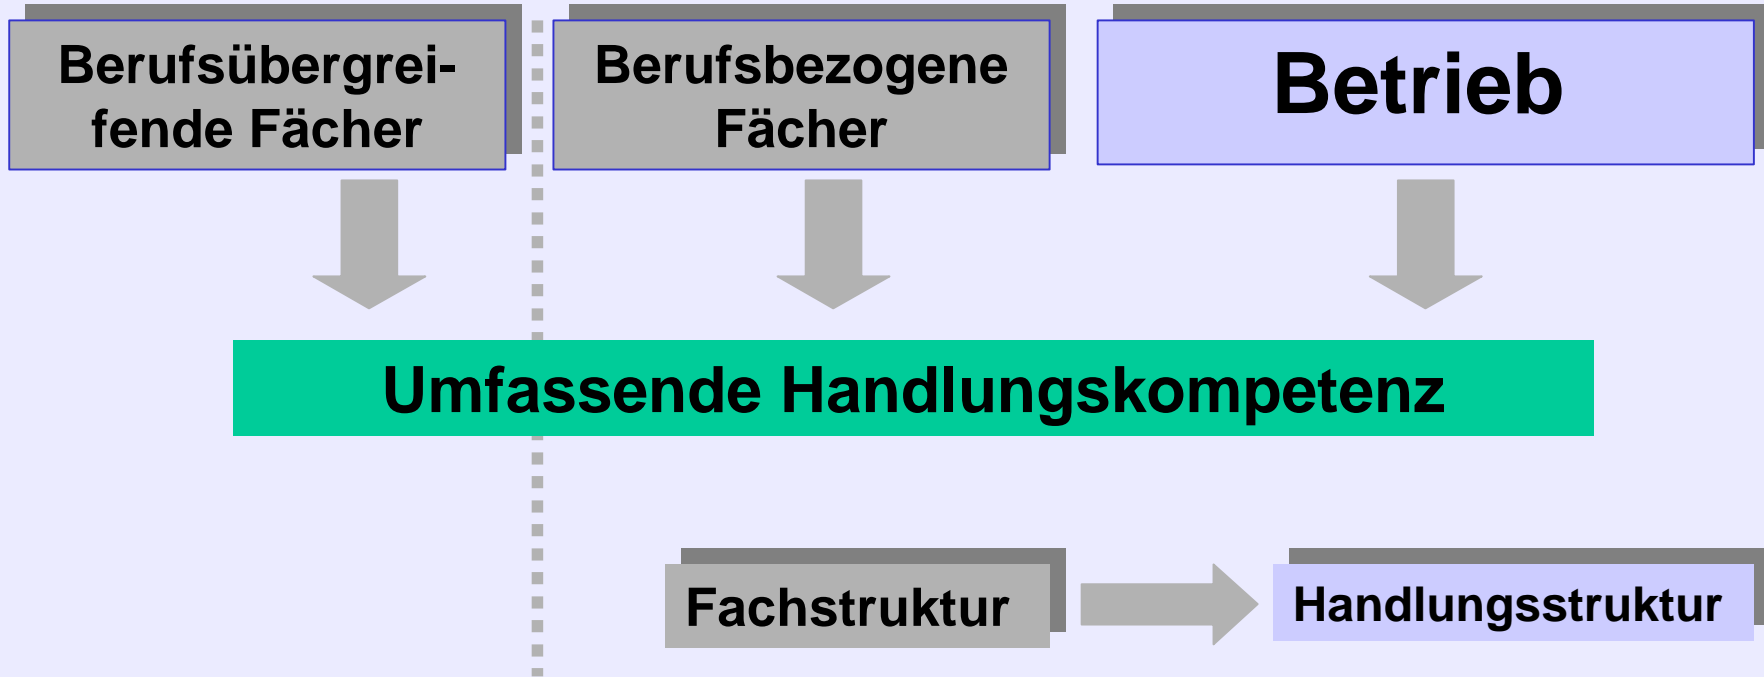 Berufsübergrei-
fende Fächer
Berufsbezogene
Fächer
Betrieb
Umfassende Handlungskompetenz
Fachstruktur
Handlungsstruktur